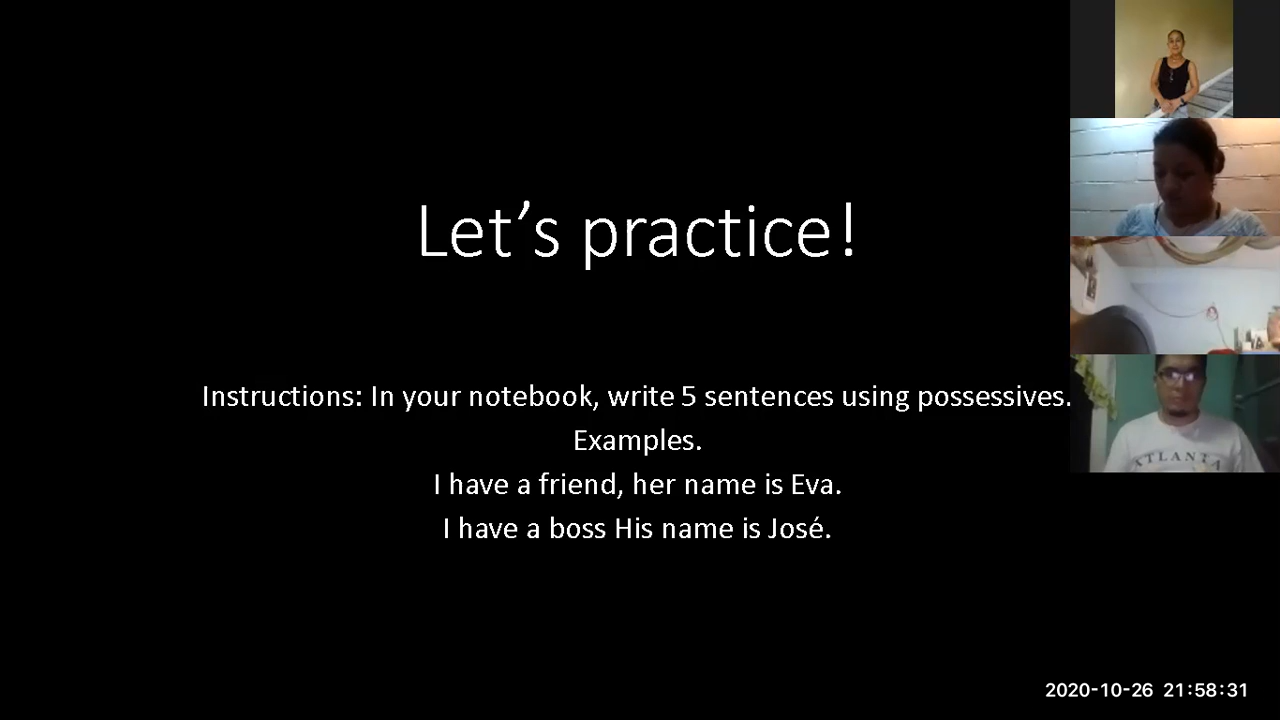 Let’s practice!
Instructions: In your notebook, write 5 sentences using possessives.
Examples.
I have a friend, her name is Eva.
I have a boss His name is José.
ATLANTA
2020-10-26 21:58:31